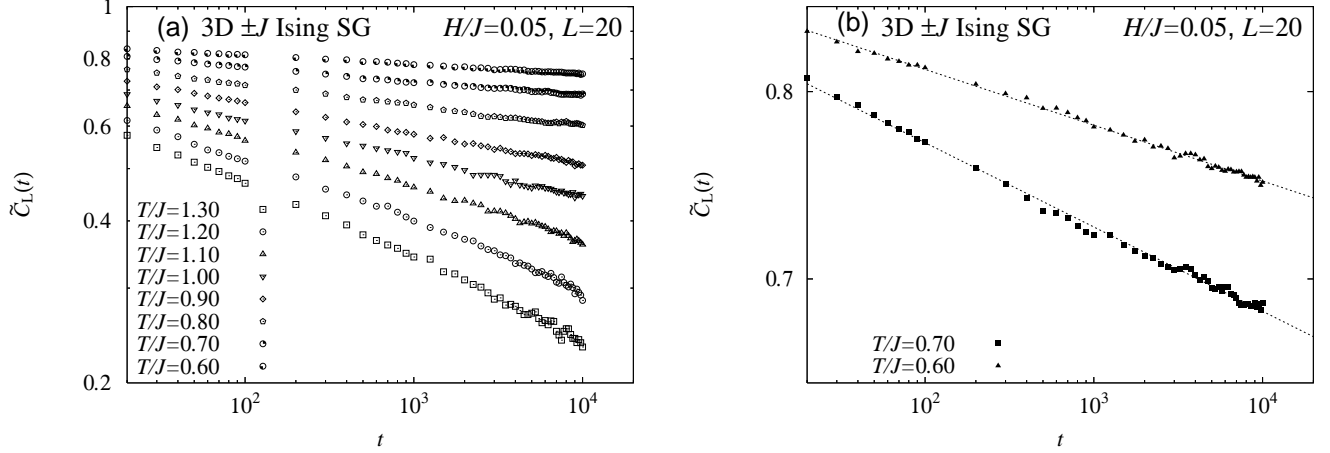 (a) 3D ±J Ising SG H/J=0.05, L=20
1
0.8
0.6
0.4
0.2
C̃L(t)
T/J=1.30
T/J=1.20
T/J=1.10
T/J=1.00
T/J=0.90
T/J=0.80
T/J=0.70
T/J=0.60
10² 10³ 10⁴
t
(b) 3D ±J Ising SG H/J=0.05, L=20
0.8
0.7
C̃L(t)
T/J=0.70
T/J=0.60
10² 10³ 10⁴
t